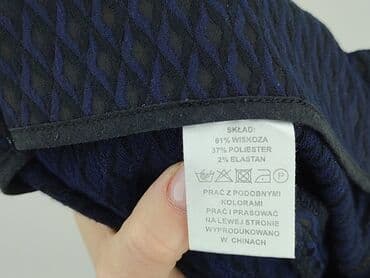 SKŁAD:
61% WISKOZA
37% POLIESTER
2% ELASTAN
P
PRAĆ Z PODOBNYMI
KOLORAMI
PRAĆ I PRASOWAĆ
NA LEWEJ STRONIE
WYPRODUKOWANO
W CHINACH